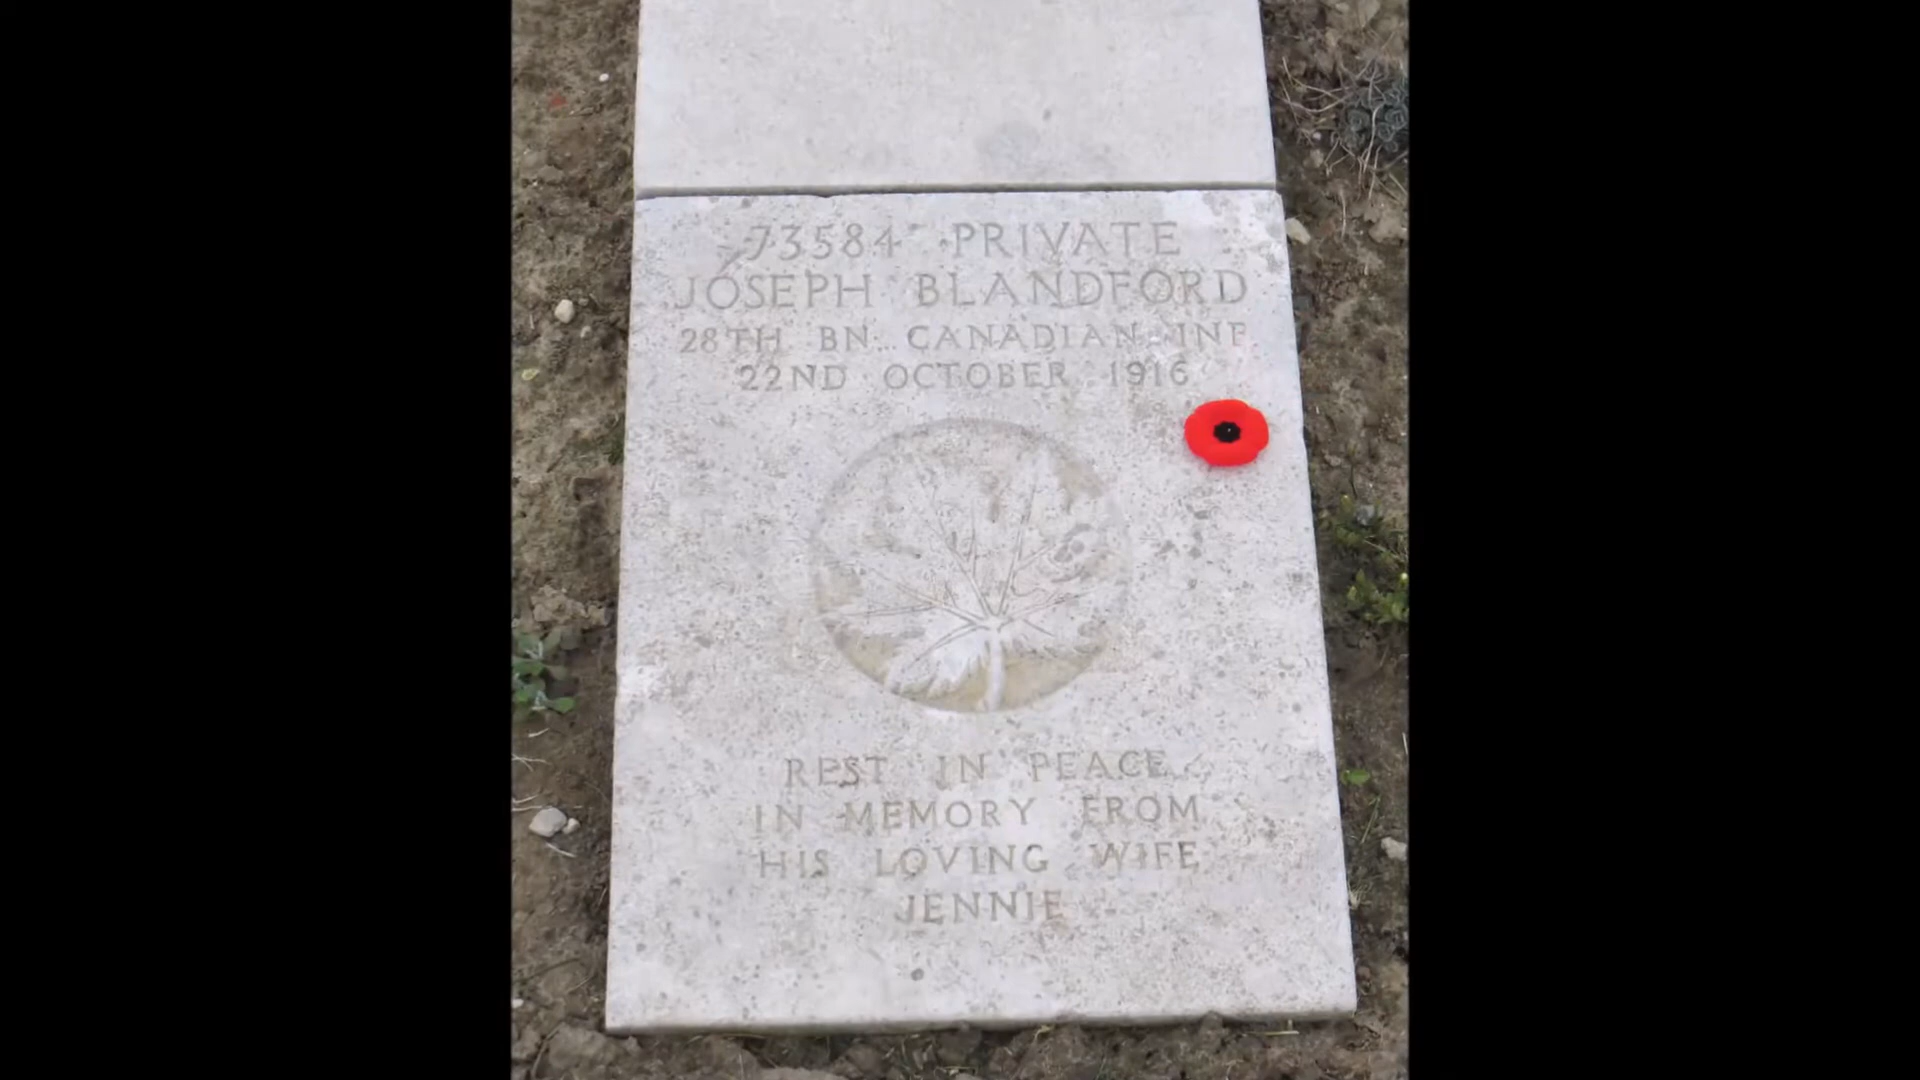 73584 PRIVATE
JOSEPH BLANDFORD
28TH BN. CANADIAN INF
22ND OCTOBER 1916
REST IN PEACE
IN MEMORY FROM
HIS LOVING WIFE
JENNIE